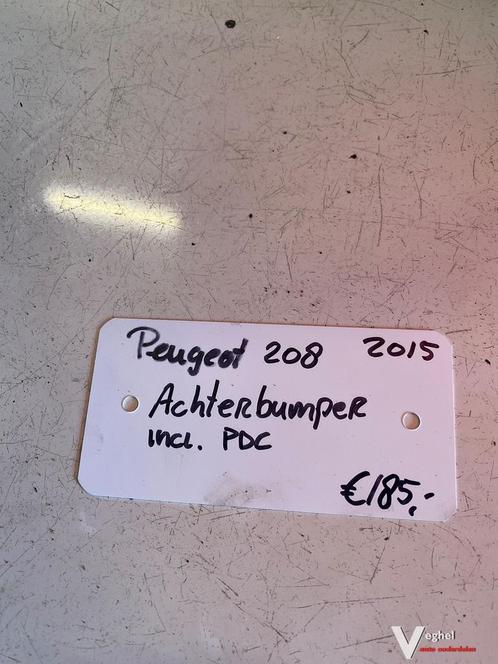 Peugeot 208 2015
Achterbumper
incl. PDC
€185,-
Veghel
auto onderdelen